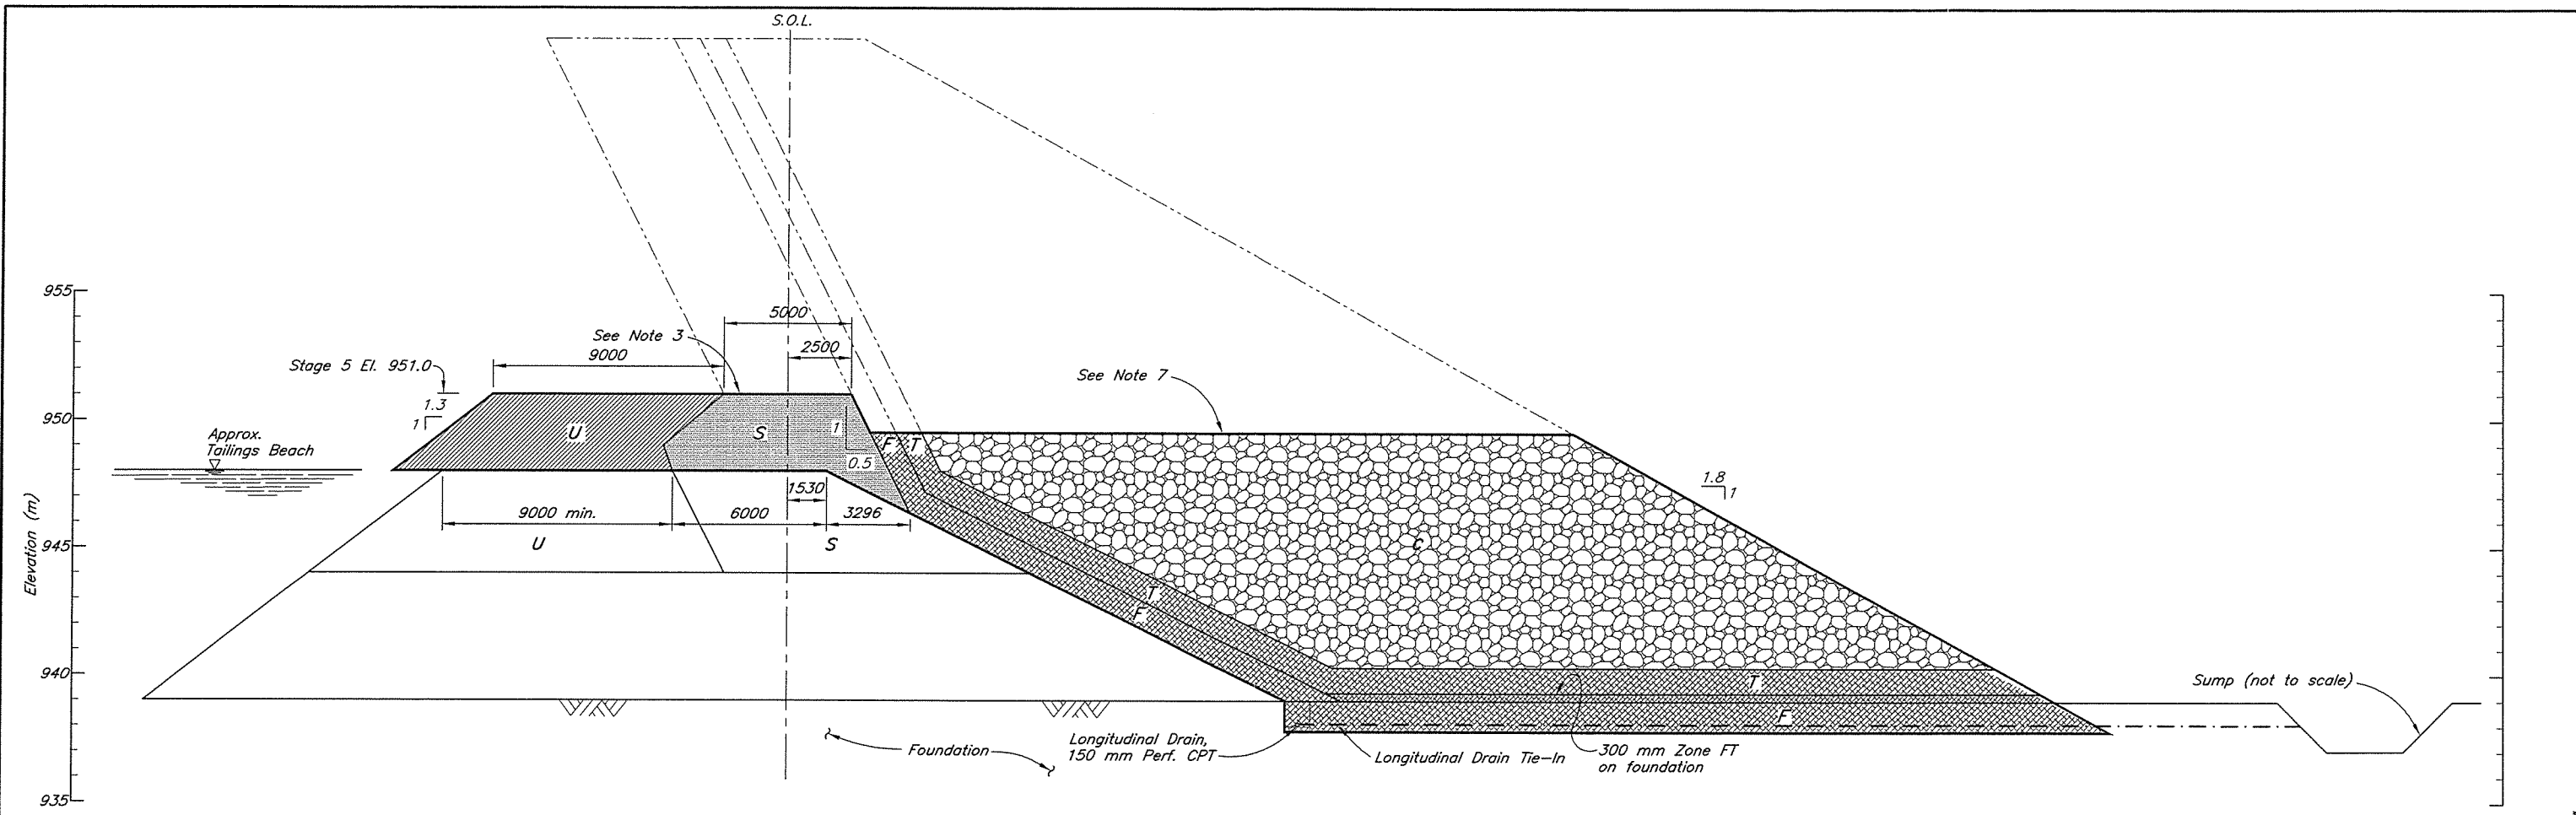 S.O.L.
955
5000
See Note 3
9000
2500
Stage 5 El. 951.0
See Note 7
1.3
1
950
Approx.
Tailings Beach
U
S
1
0.5
F
T
1.8
1
1530
9000 min.
6000
3296
945
U
S
C
Elevation (m)
T
F
940
T
Sump (not to scale)
F
Foundation
Longitudinal Drain,
150 mm Perf. CPT
Longitudinal Drain Tie-In
300 mm Zone FT
on foundation
935